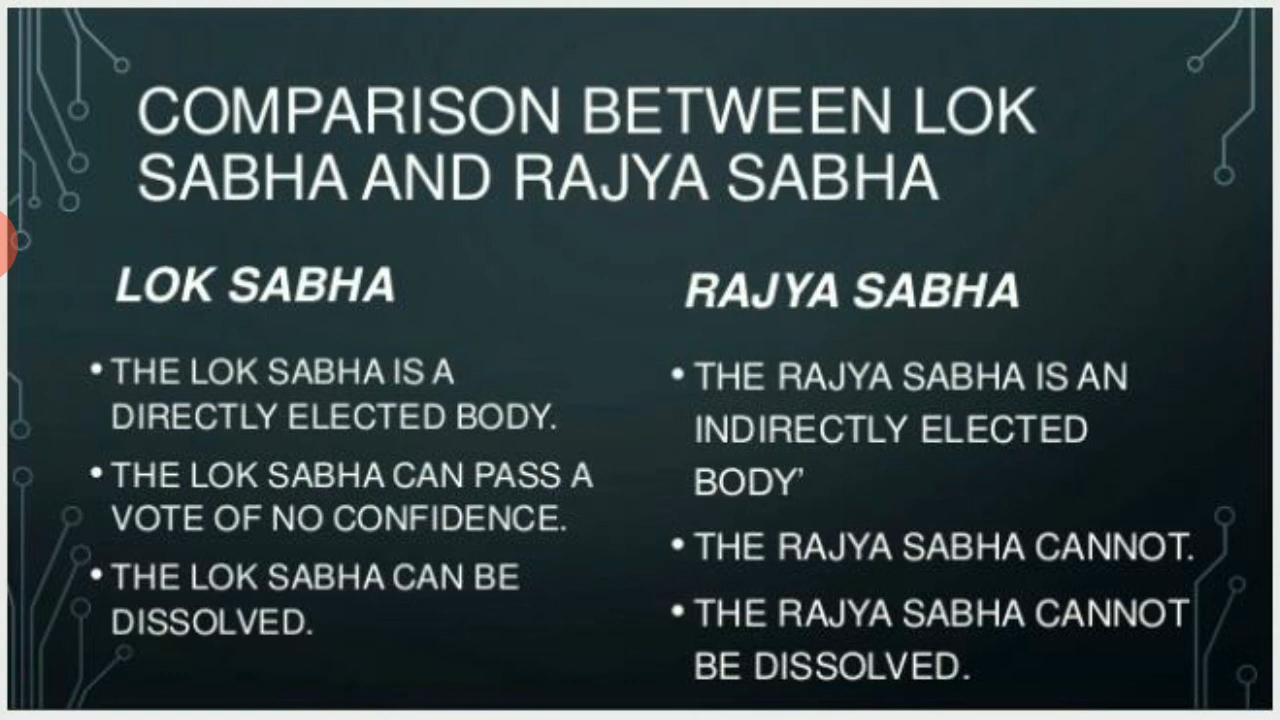 COMPARISON BETWEEN LOK
SABHA AND RAJYA SABHA
LOK SABHA
• THE LOK SABHA IS A
DIRECTLY ELECTED BODY.
• THE LOK SABHA CAN PASS A
VOTE OF NO CONFIDENCE.
• THE LOK SABHA CAN BE
DISSOLVED.
RAJYA SABHA
• THE RAJYA SABHA IS AN
INDIRECTLY ELECTED
BODY’
• THE RAJYA SABHA CANNOT.
• THE RAJYA SABHA CANNOT
BE DISSOLVED.